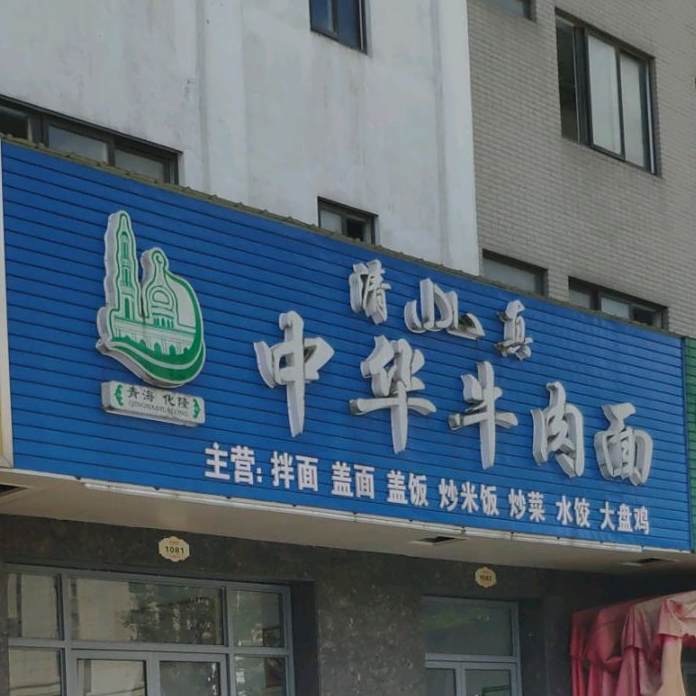 清 真
中华牛肉面
青海 化隆
QINGHAIHUALONG
主营: 拌面 盖面 盖饭 炒米饭 炒菜 水饺 大盘鸡
1081